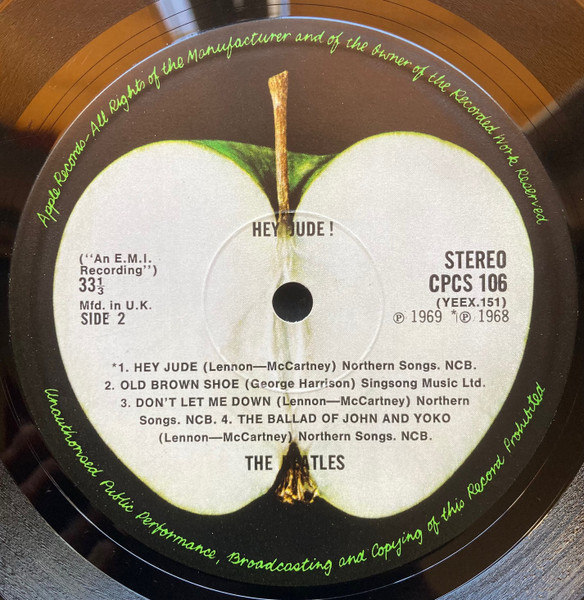 Apple Records-All Rights of the Manufacturer and of the Owner of the Recorded Work Reserved
HEY JUDE !
("An E.M.I.
Recording")
33⅓
Mfd. in U.K.
SIDE 2
STEREO
CPCS 106
(YEEX.151)
℗ 1969 *℗ 1968
*1. HEY JUDE (Lennon—McCartney) Northern Songs. NCB.
2. OLD BROWN SHOE (George Harrison) Singsong Music Ltd.
3. DON'T LET ME DOWN (Lennon—McCartney) Northern
Songs. NCB. 4. THE BALLAD OF JOHN AND YOKO
(Lennon—McCartney) Northern Songs. NCB.
THE BEATLES
Unauthorised Public Performance, Broadcasting and Copying of this Record Prohibited